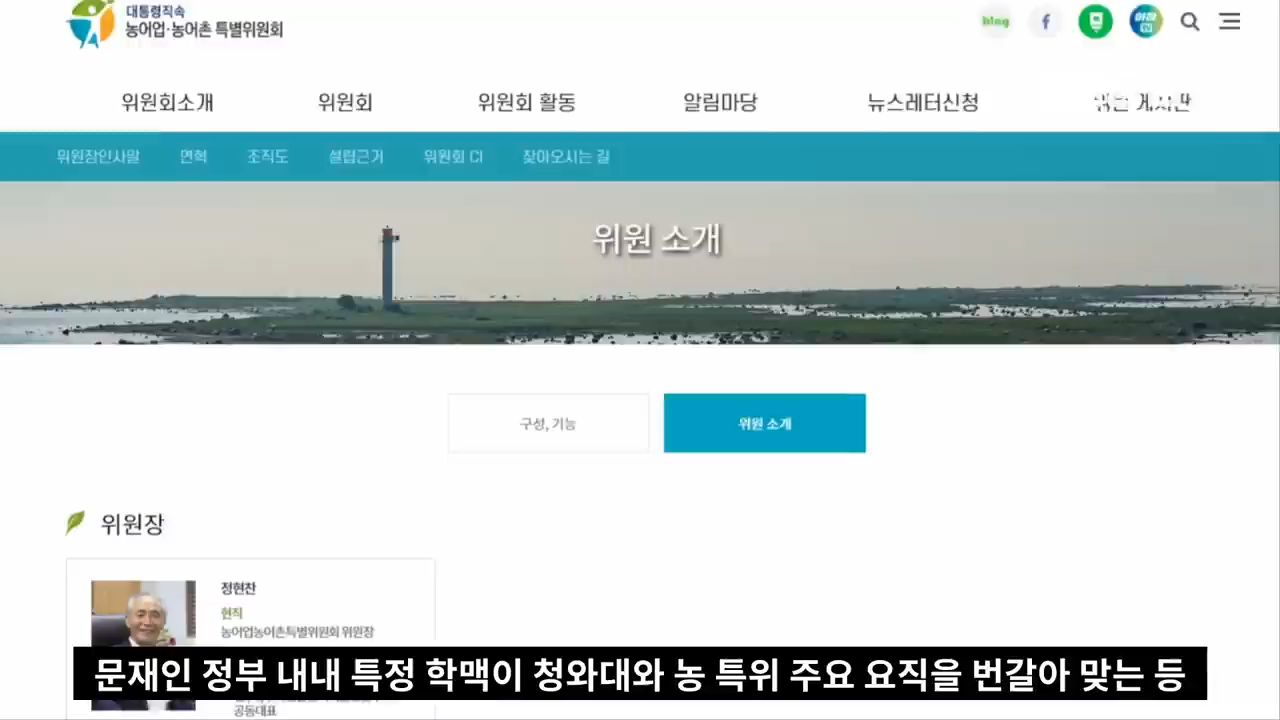 대통령직속
농어업·농어촌 특별위원회
blog f 어장 TV
위원회소개 위원회 위원회 활동 알림마당 뉴스레터신청
위원장인사말 연혁 조직도 설립근거 위원회 CI 찾아오시는 길
위원 소개
구성, 기능 위원 소개
위원장
정현찬
현직
농어업농어촌특별위원회 위원장
문재인 정부 내내 특정 학맥이 청와대와 농 특위 주요 요직을 번갈아 맞는 등
공동대표